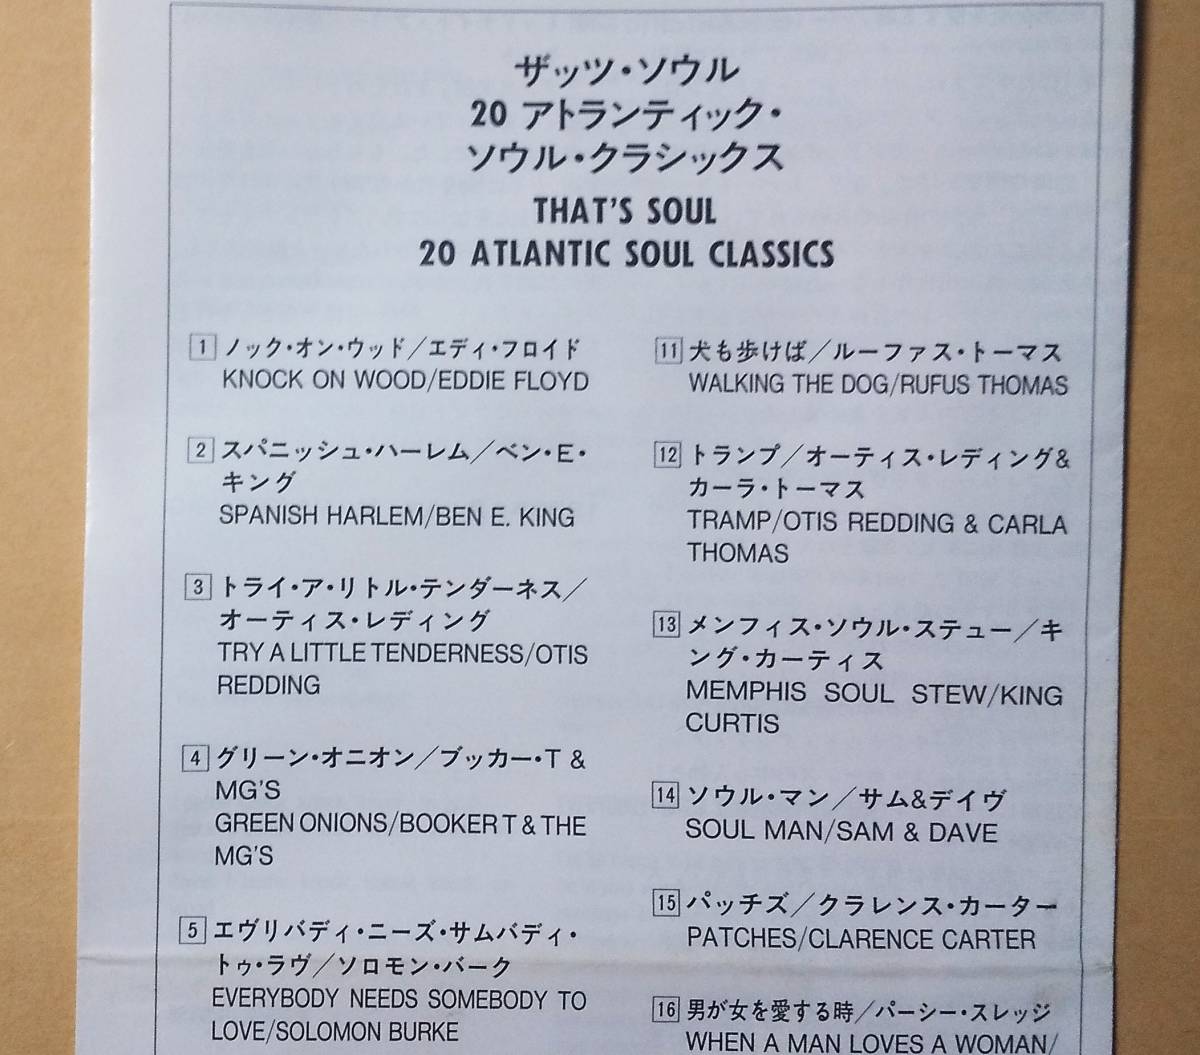 ザッツ・ソウル
20 アトランティック・
ソウル・クラシックス
THAT'S SOUL
20 ATLANTIC SOUL CLASSICS
1 ノック・オン・ウッド／エディ・フロイド
KNOCK ON WOOD/EDDIE FLOYD
2 スパニッシュ・ハーレム／ベン・E・
キング
SPANISH HARLEM/BEN E. KING
3 トライ・ア・リトル・テンダーネス／
オーティス・レディング
TRY A LITTLE TENDERNESS/OTIS
REDDING
4 グリーン・オニオン／ブッカー・T &
MG'S
GREEN ONIONS/BOOKER T & THE
MG'S
5 エヴリバディ・ニーズ・サムバディ・
トゥ・ラヴ／ソロモン・バーク
EVERYBODY NEEDS SOMEBODY TO
LOVE/SOLOMON BURKE
11 犬も歩けば／ルーファス・トーマス
WALKING THE DOG/RUFUS THOMAS
12 トランプ／オーティス・レディング&
カーラ・トーマス
TRAMP/OTIS REDDING & CARLA
THOMAS
13 メンフィス・ソウル・ステュー／キ
ング・カーティス
MEMPHIS SOUL STEW/KING
CURTIS
14 ソウル・マン／サム&デイヴ
SOUL MAN/SAM & DAVE
15 パッチズ／クラレンス・カーター
PATCHES/CLARENCE CARTER
16 男が女を愛する時／パーシー・スレッジ
WHEN A MAN LOVES A WOMAN/